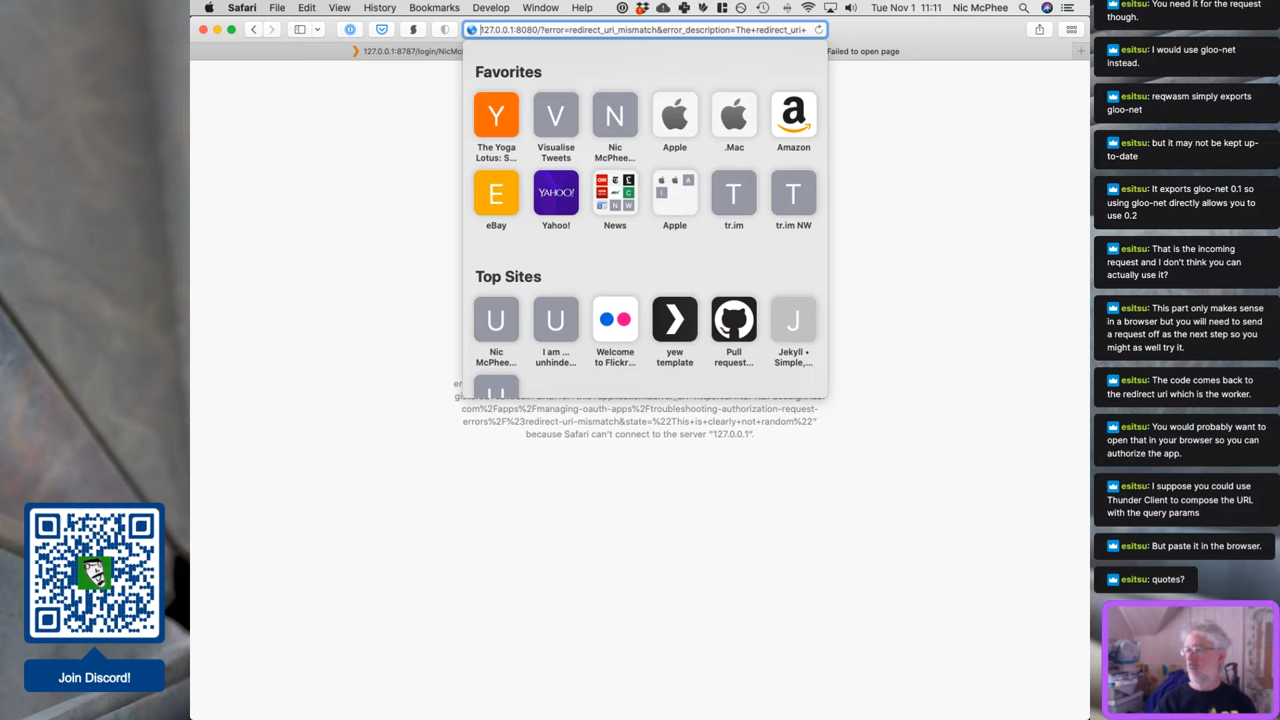 Safari File Edit View History Bookmarks Develop Window Help
Tue Nov 1 11:11 Nic McPhee
127.0.0.1:8080/?error=redirect_uri_mismatch&error_description=The+redirect_uri+
127.0.0.1:8787/login/NicMc
Failed to open page
Favorites
Y
V
N
a
The Yoga Lotus: S...
Visualise Tweets
Nic McPhee...
Apple
.Mac
Amazon
E
YAHOO!
T
T
eBay
Yahoo!
News
Apple
tr.im
tr.im NW
Top Sites
U
U
J
Nic McPhee...
I am ... unhinde...
Welcome to Flickr...
yew template
Pull request...
Jekyll • Simple,...
com%2Fapps%2Fmanaging-oauth-apps%2Ftroubleshooting-authorization-request-
errors%2F%23redirect-uri-mismatch&state=%22This+is+clearly+not+random%22"
because Safari can't connect to the server "127.0.0.1".
Join Discord!
esitsu: You need it for the request
though.
esitsu: I would use gloo-net
instead.
esitsu: reqwasm simply exports
gloo-net
esitsu: but it may not be kept up-
to-date
esitsu: It exports gloo-net 0.1 so
using gloo-net directly allows you to
use 0.2
esitsu: That is the incoming
request and I don't think you can
actually use it?
esitsu: This part only makes sense
in a browser but you will need to send
a request off as the next step so you
might as well try it.
esitsu: The code comes back to
the redirect uri which is the worker.
esitsu: You would probably want to
open that in your browser so you can
authorize the app.
esitsu: I suppose you could use
Thunder Client to compose the URL
with the query params
esitsu: But paste it in the browser.
esitsu: quotes?